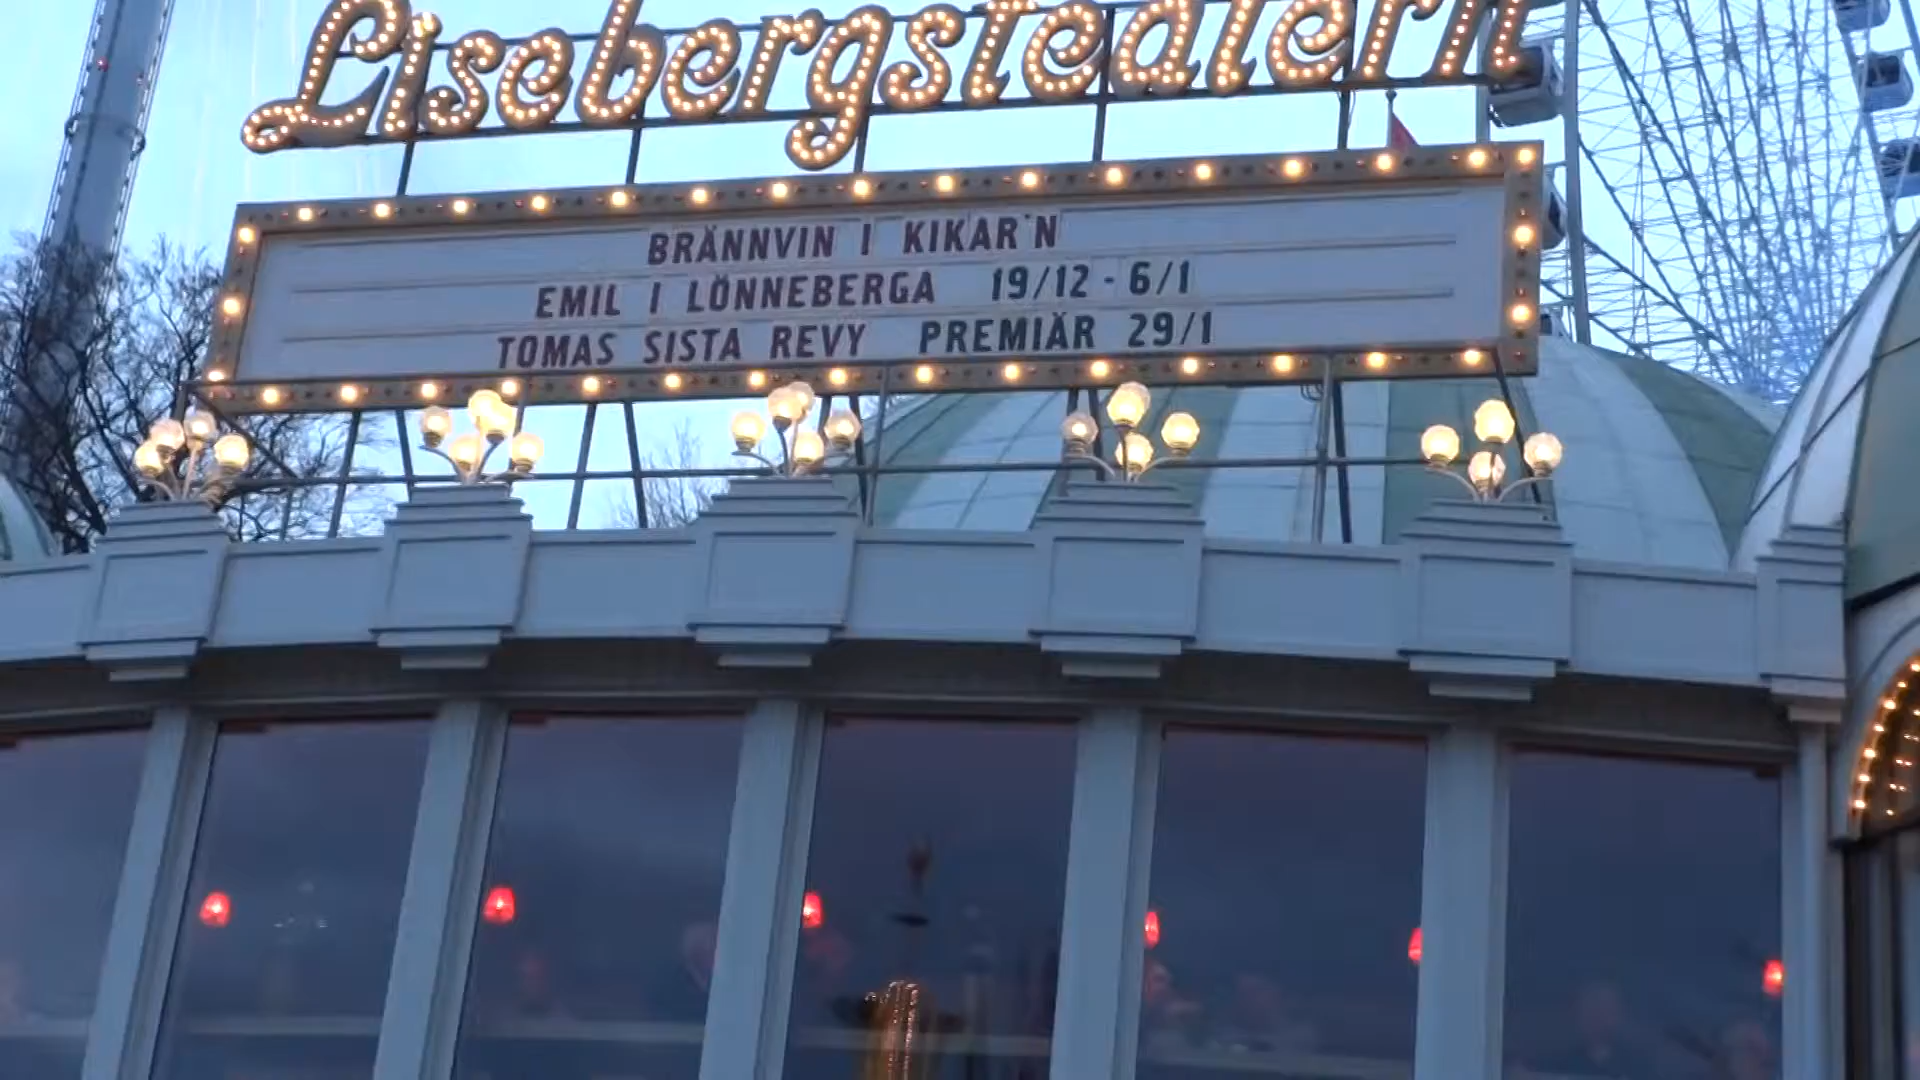 Lisebergsteatern
BRÄNNVIN I KIKAR'N
EMIL I LÖNNEBERGA 19/12 - 6/1
TOMAS SISTA REVY PREMIÄR 29/1